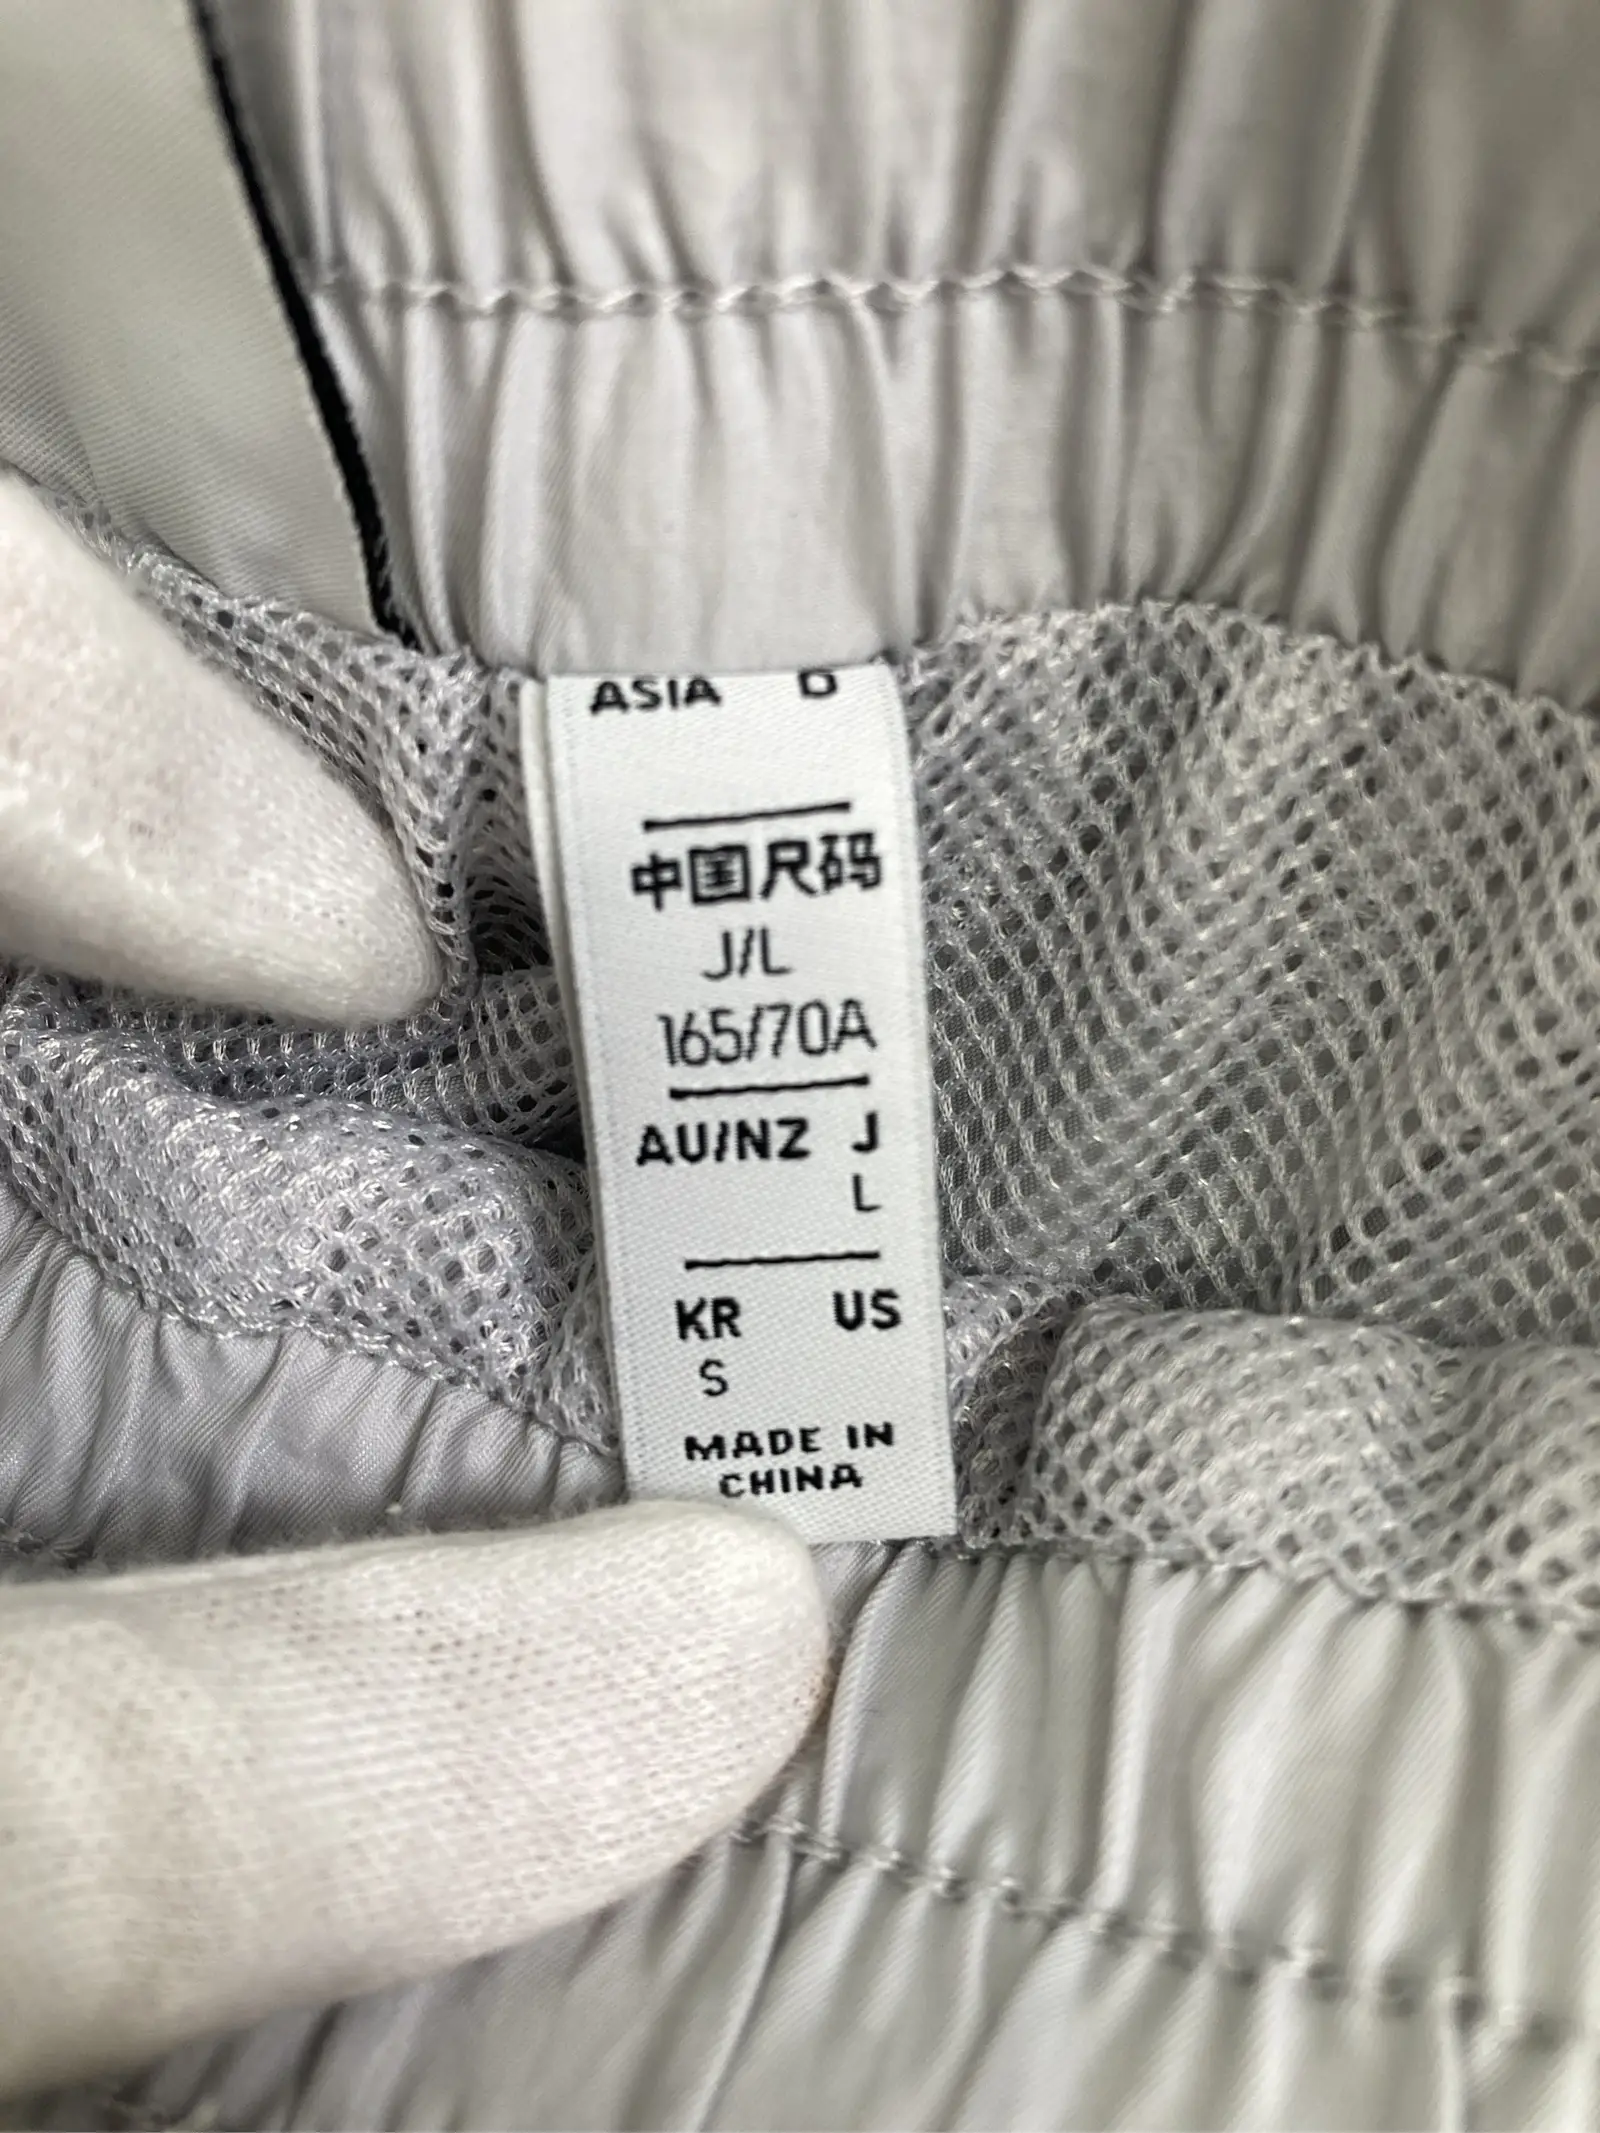 ASIA D
中国尺码
J/L
165/70A
AU/NZ J
L
KR US
S
MADE IN
CHINA